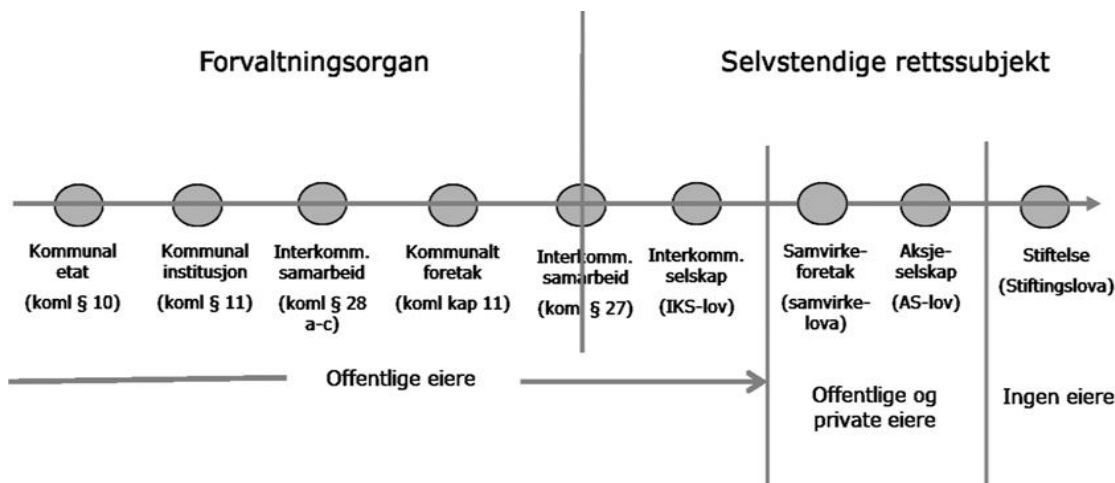 Forvaltningsorgan
Selvstendige rettssubjekt
Kommunal
etat
(koml § 10)
Kommunal
institusjon
(koml § 11)
Interkomm.
samarbeid
(koml § 28
a-c)
Kommunalt
foretak
(koml kap 11)
Interkomm.
samarbeid
(koml § 27)
Interkomm.
selskap
(IKS-lov)
Samvirke-
foretak
(samvirke-
lova)
Aksje-
selskap
(AS-lov)
Stiftelse
(Stiftingslova)
Offentlige eiere
Offentlige og
private eiere
Ingen eiere